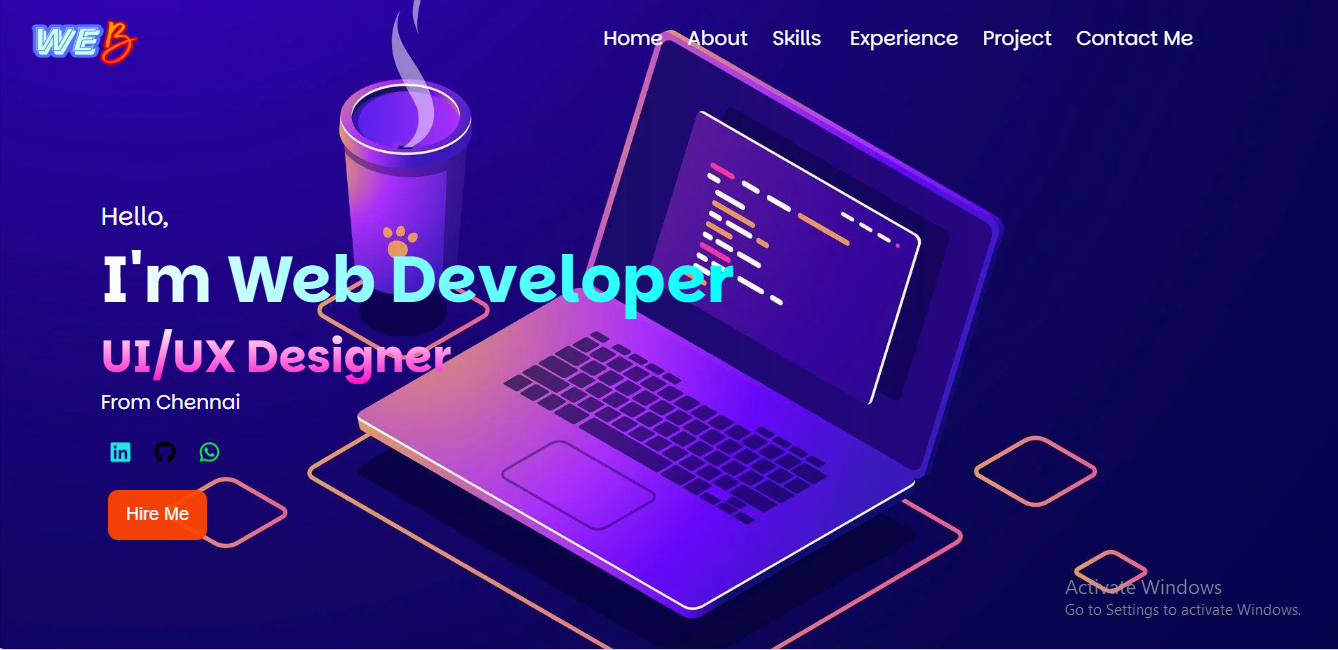 WEB
Home About Skills Experience Project Contact Me
Hello,
I'm Web Developer
UI/UX Designer
From Chennai
in
Hire Me
Activate Windows
Go to Settings to activate Windows.